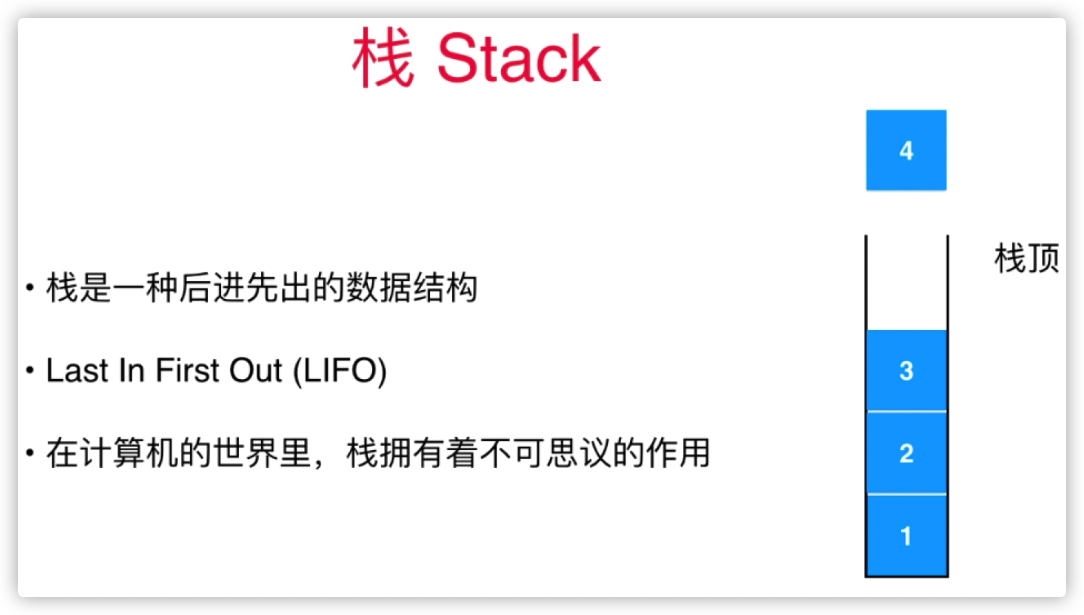 栈 Stack
4
栈顶
•栈是一种后进先出的数据结构
•Last In First Out (LIFO)
3
•在计算机的世界里，栈拥有着不可思议的作用
2
1